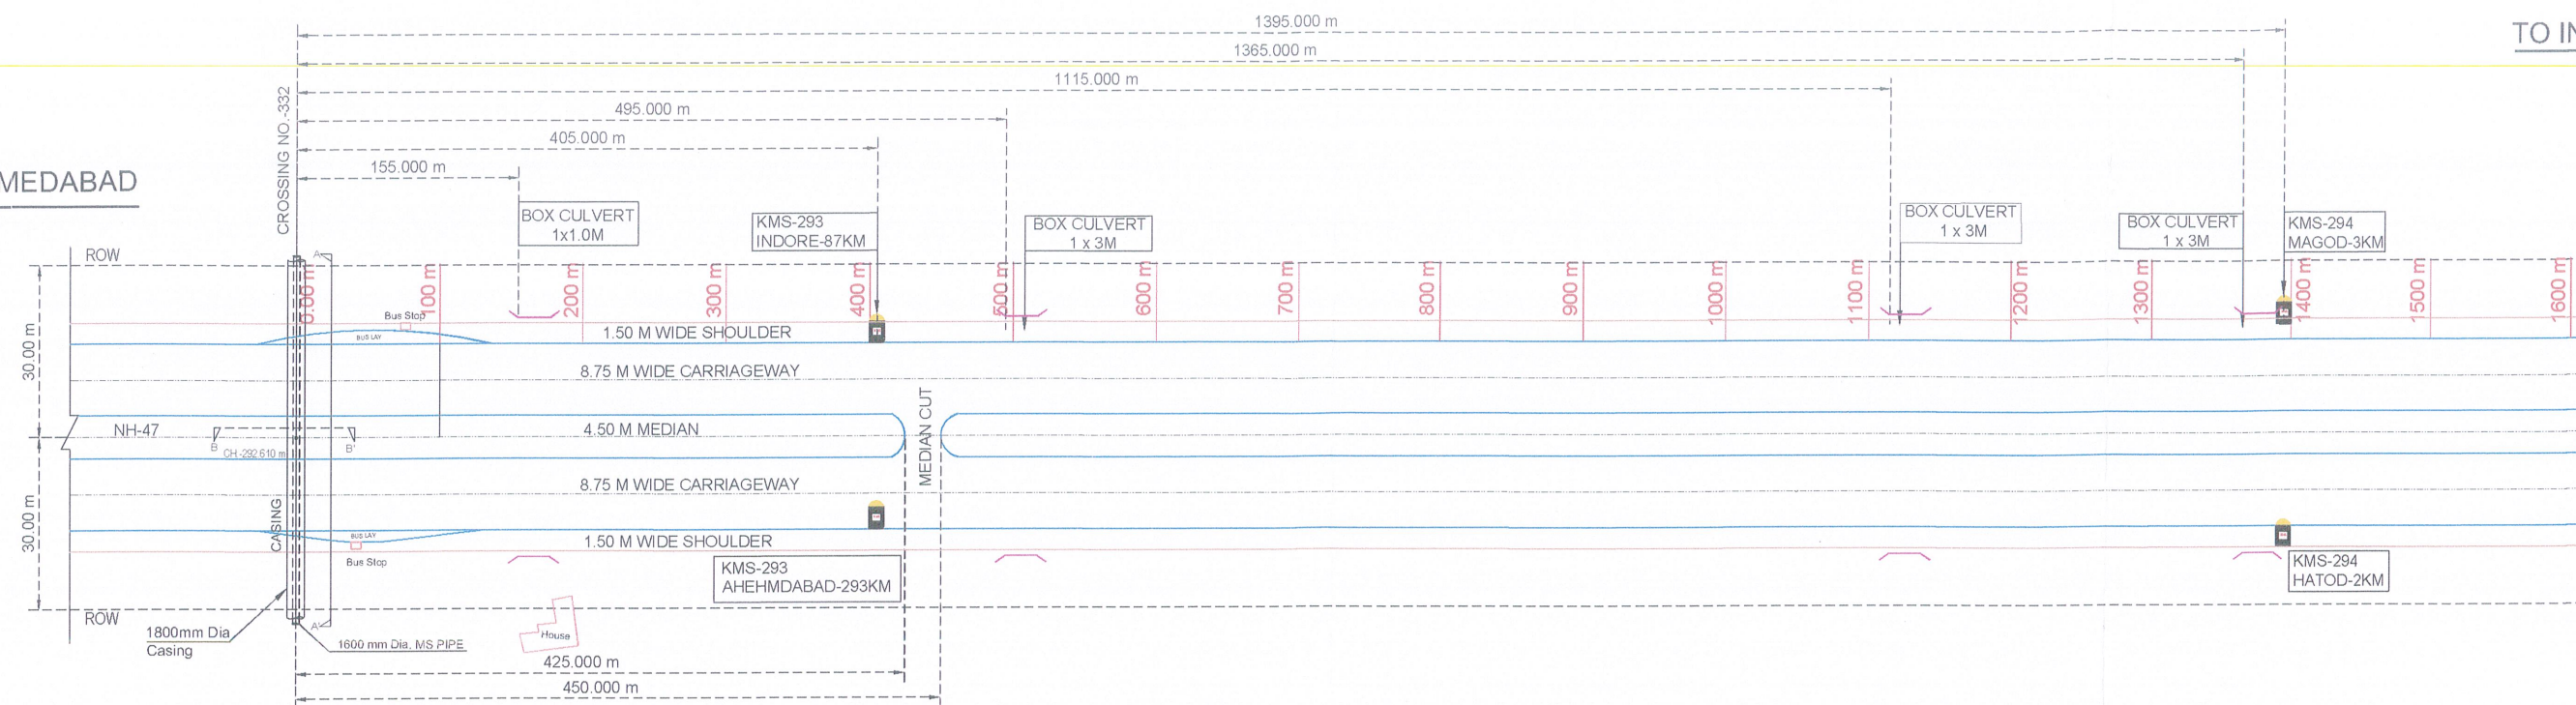 1395.000 m
TO IN
1365.000 m
1115.000 m
495.000 m
405.000 m
155.000 m
CROSSING NO.-332
MEDABAD
BOX CULVERT
1x1.0M
KMS-293
INDORE-87KM
BOX CULVERT
1 x 3M
BOX CULVERT
1 x 3M
BOX CULVERT
1 x 3M
KMS-294
MAGOD-3KM
ROW
A
0.00 m
100 m
200 m
300 m
400 m
500 m
600 m
700 m
800 m
900 m
1000 m
1100 m
1200 m
1300 m
1400 m
1500 m
1600 m
Bus Stop
BUS LAY
1.50 M WIDE SHOULDER
30.00 m
8.75 M WIDE CARRIAGEWAY
NH-47
4.50 M MEDIAN
MEDIAN CUT
B
B'
CH.-292.610 m
8.75 M WIDE CARRIAGEWAY
30.00 m
CASING
BUS LAY
1.50 M WIDE SHOULDER
Bus Stop
KMS-293
AHEHMDABAD-293KM
KMS-294
HATOD-2KM
ROW
A'
1800mm Dia
Casing
1600 mm Dia. MS PIPE
House
425.000 m
450.000 m